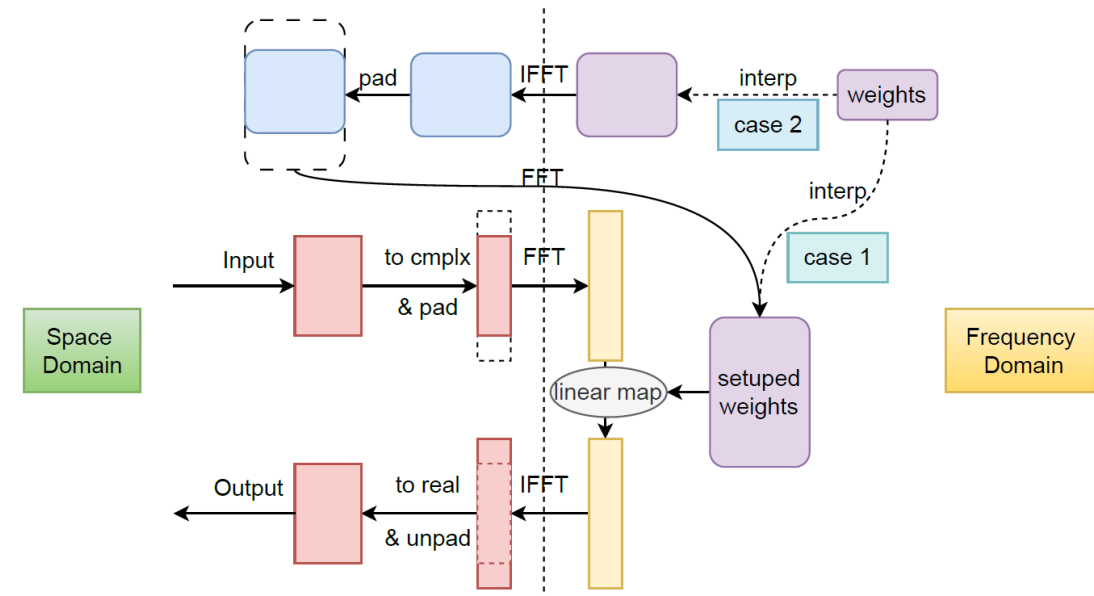 pad
IFFT
interp
weights
case 2
FFT
interp
Input
to cmplx
& pad
FFT
case 1
Space
Domain
Frequency
Domain
linear map
setuped
weights
Output
to real
& unpad
IFFT